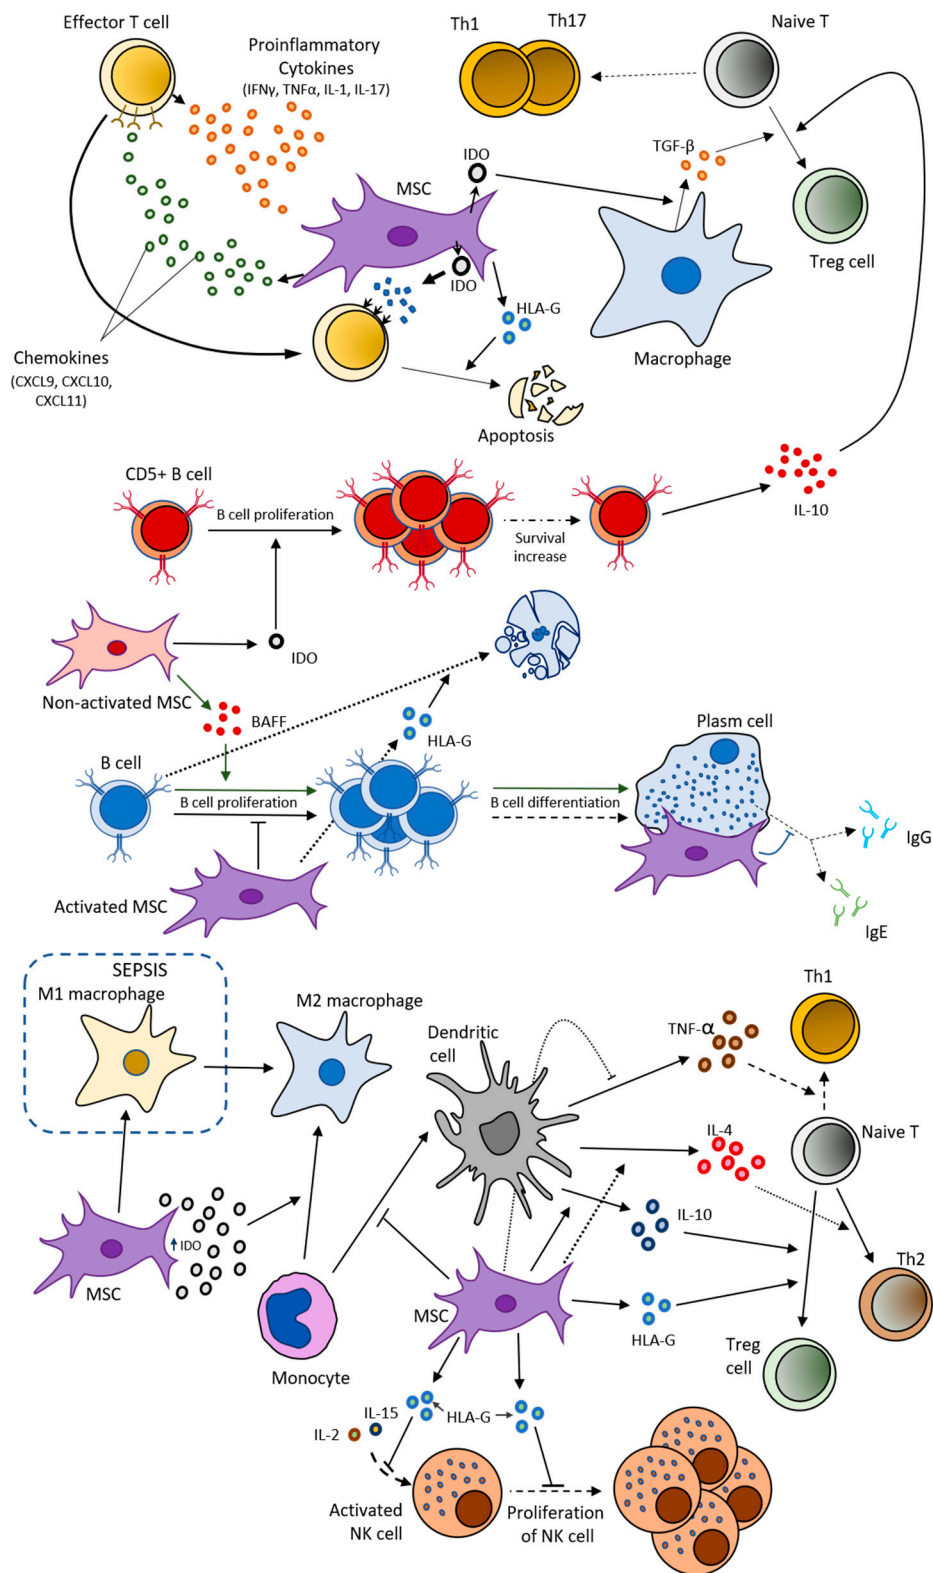 Effector T cell
Proinflammatory
Cytokines
(IFNγ, TNFα, IL-1, IL-17)
Th1
Th17
Naive T
TGF-β
IDO
MSC
Treg cell
IDO
HLA-G
Macrophage
Chemokines
(CXCL9, CXCL10,
CXCL11)
Apoptosis
CD5+ B cell
B cell proliferation
Survival
increase
IL-10
IDO
Non-activated MSC
BAFF
HLA-G
Plasm cell
B cell
B cell proliferation
B cell differentiation
IgG
Activated MSC
IgE
SEPSIS
M1 macrophage
M2 macrophage
Dendritic
cell
TNF-α
Th1
IL-4
Naive T
IL-10
IDO
MSC
MSC
HLA-G
Th2
Treg
cell
Monocyte
IL-15
IL-2
HLA-G
Activated
NK cell
Proliferation
of NK cell